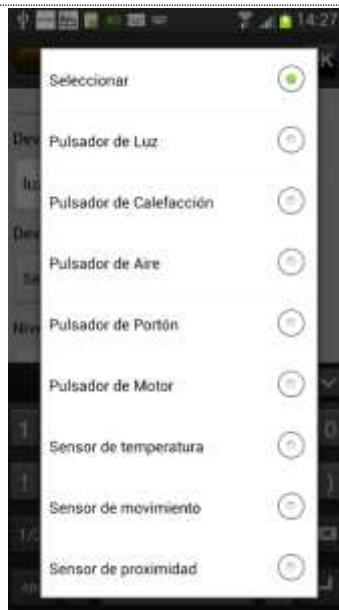 14:27
Seleccionar
Pulsador de Luz
Pulsador de Calefacción
Pulsador de Aire
Pulsador de Portón
Pulsador de Motor
Sensor de temperatura
Sensor de movimiento
Sensor de proximidad